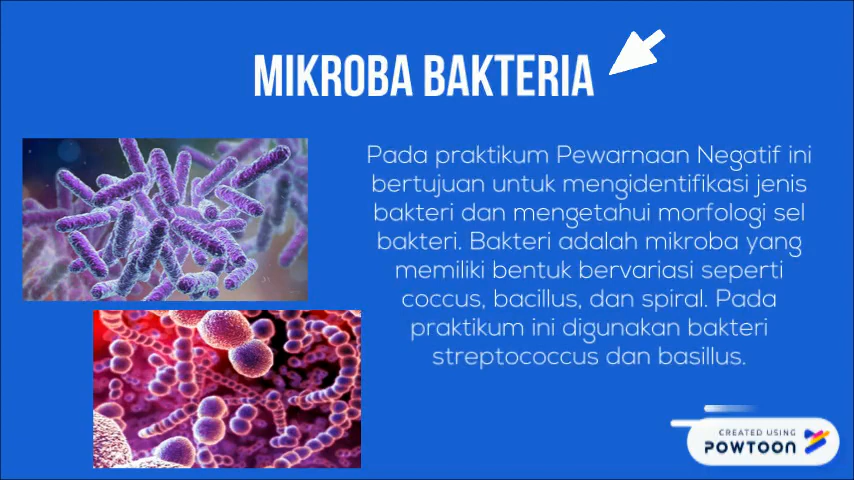 MIKROBA BAKTERIA
Pada praktikum Pewarnaan Negatif ini
bertujuan untuk mengidentifikasi jenis
bakteri dan mengetahui morfologi sel
bakteri. Bakteri adalah mikroba yang
memiliki bentuk bervariasi seperti
coccus, bacillus, dan spiral. Pada
praktikum ini digunakan bakteri
streptococcus dan basillus.
CREATED USING
POWTOON